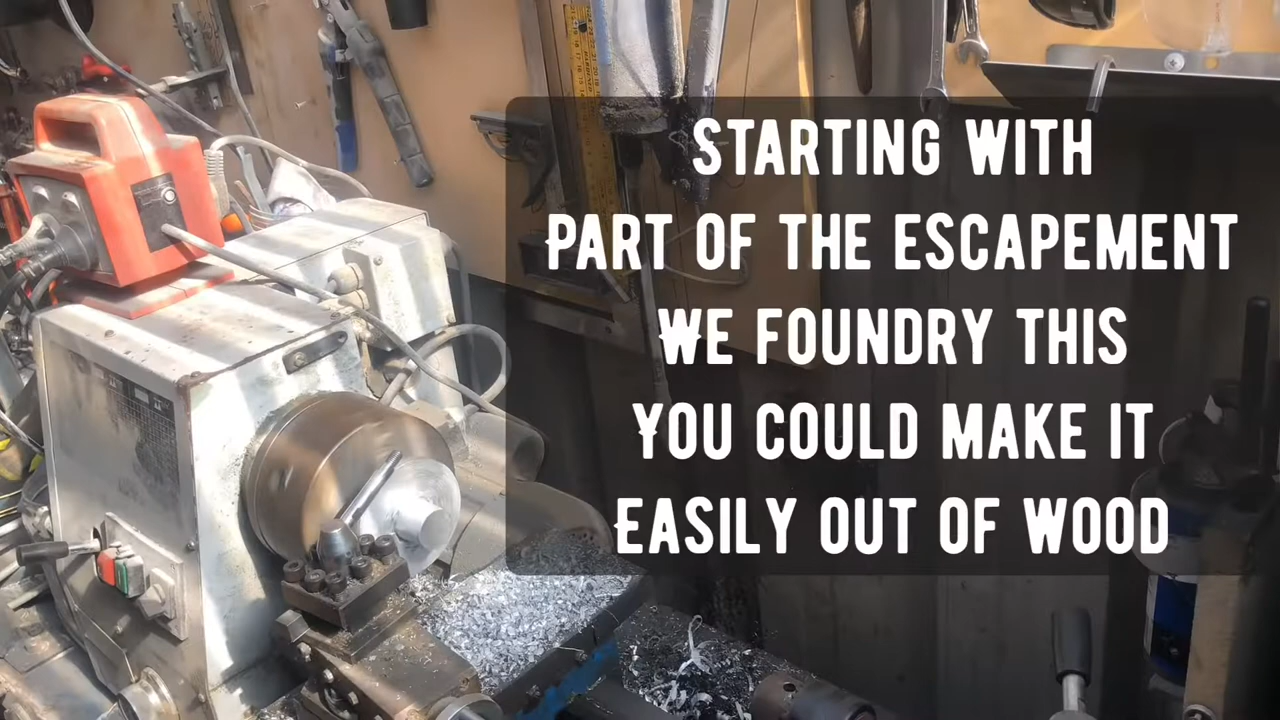 STARTING WITH
PART OF THE ESCAPEMENT
WE FOUNDRY THIS
YOU COULD MAKE IT
EASILY OUT OF WOOD